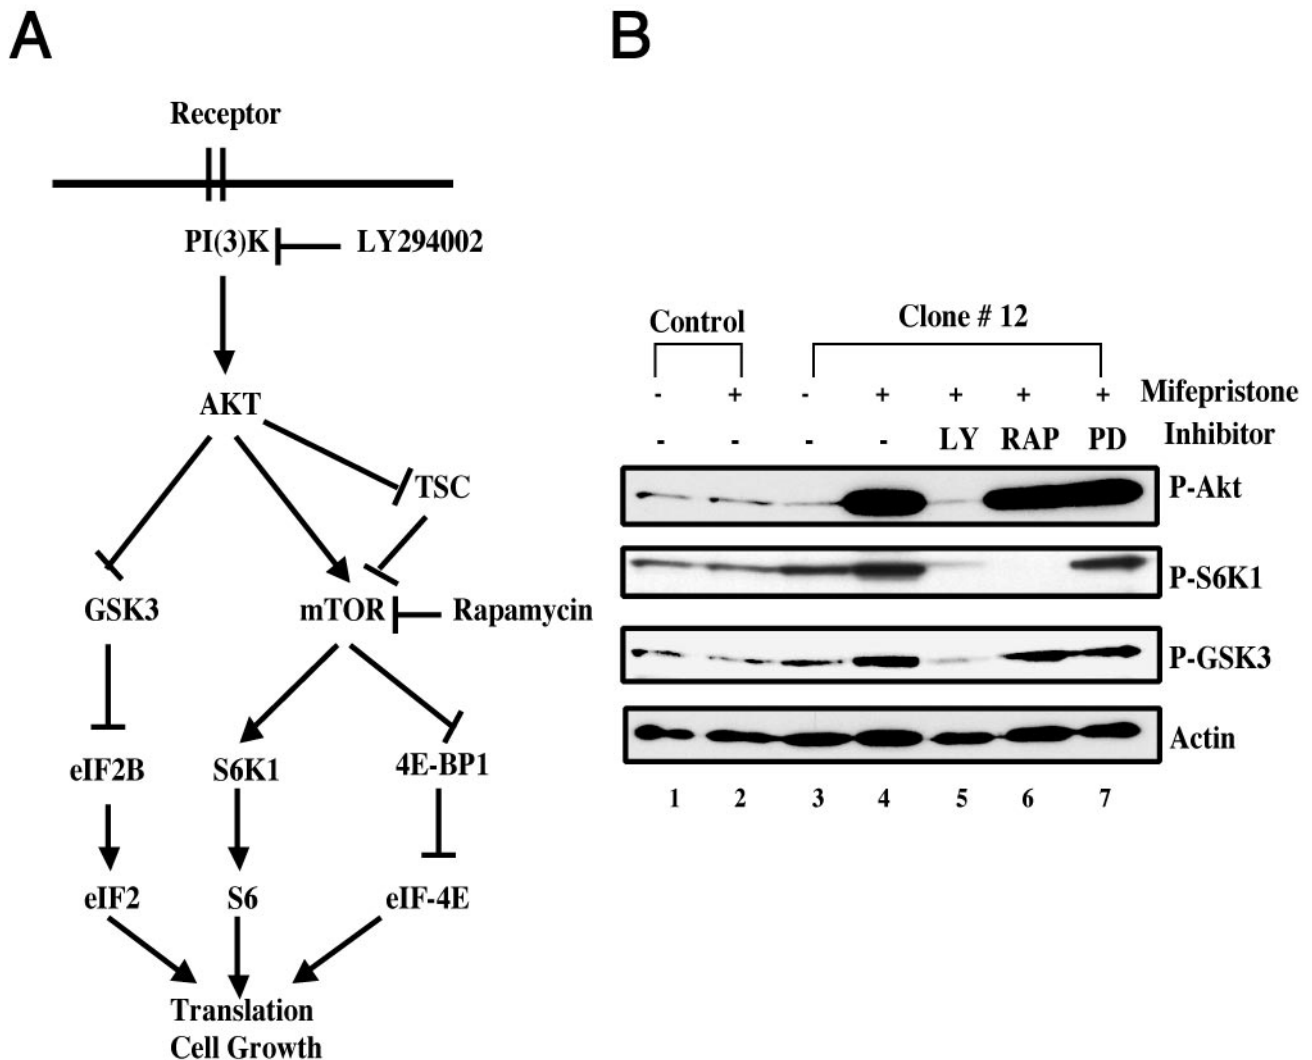 A
Receptor
PI(3)K
LY294002
AKT
TSC
GSK3
mTOR
Rapamycin
eIF2B
S6K1
4E-BP1
eIF2
S6
eIF-4E
Translation
Cell Growth
B
Control
Clone # 12
- + - + + + + Mifepristone
- - - - LY RAP PD Inhibitor
P-Akt
P-S6K1
P-GSK3
Actin
1 2 3 4 5 6 7